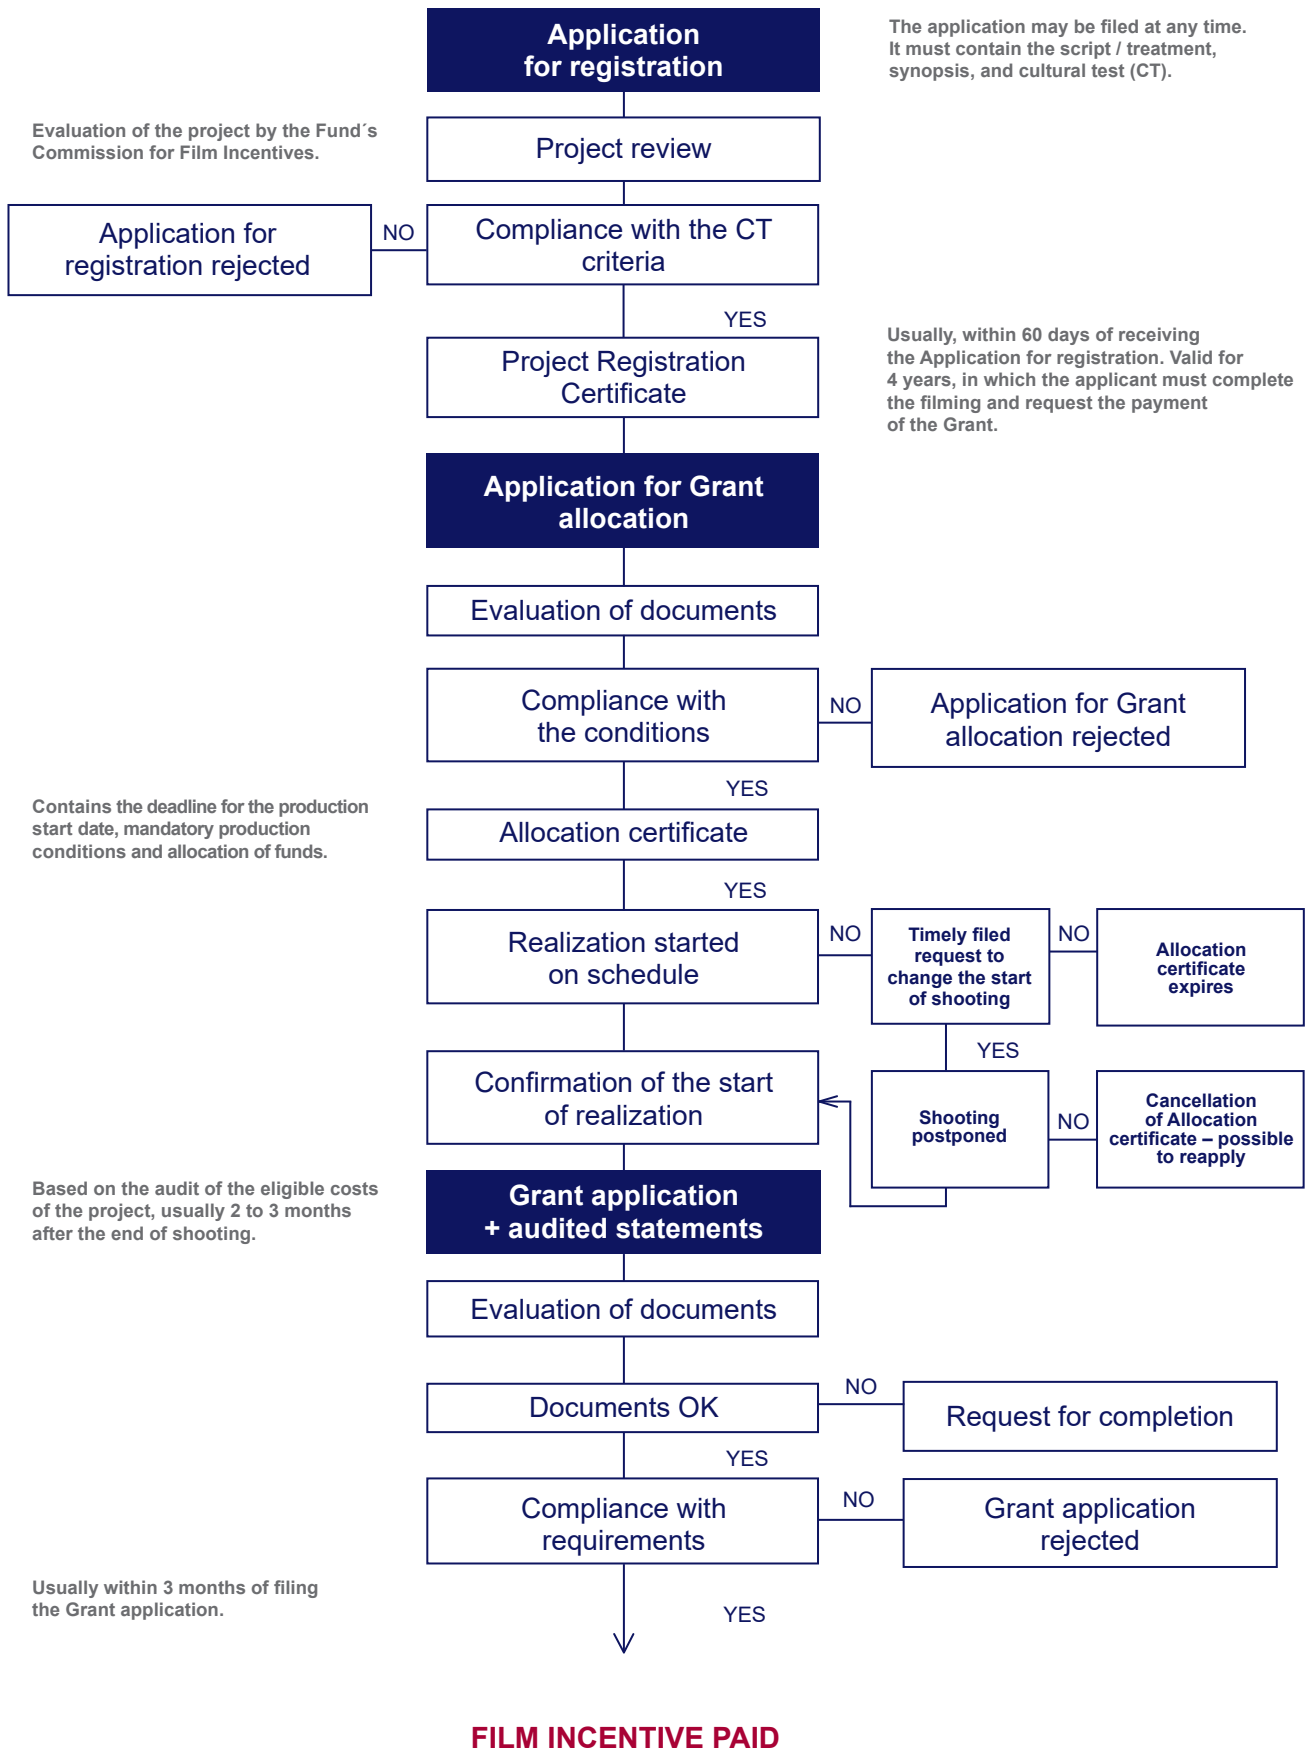 Application
for registration
The application may be filed at any time.
It must contain the script / treatment,
synopsis, and cultural test (CT).
Evaluation of the project by the Fund´s
Commission for Film Incentives.
Project review
Application for
registration rejected
NO
Compliance with the CT
criteria
YES
Project Registration
Certificate
Usually, within 60 days of receiving
the Application for registration. Valid for
4 years, in which the applicant must complete
the filming and request the payment
of the Grant.
Application for Grant
allocation
Evaluation of documents
Compliance with
the conditions
NO
Application for Grant
allocation rejected
YES
Contains the deadline for the production
start date, mandatory production
conditions and allocation of funds.
Allocation certificate
YES
Realization started
on schedule
NO
Timely filed
request to
change the start
of shooting
NO
Allocation
certificate
expires
YES
Confirmation of the start
of realization
Shooting
postponed
NO
Cancellation
of Allocation
certificate – possible
to reapply
Based on the audit of the eligible costs
of the project, usually 2 to 3 months
after the end of shooting.
Grant application
+ audited statements
Evaluation of documents
Documents OK
NO
Request for completion
YES
Compliance with
requirements
NO
Grant application
rejected
Usually within 3 months of filing
the Grant application.
YES
FILM INCENTIVE PAID